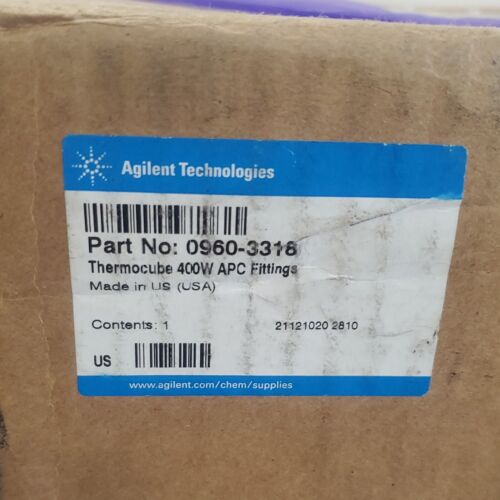 Agilent Technologies
Part No: 0960-3318
Thermocube 400W APC Fittings
Made in US (USA)
Contents: 1
21121020 2810
US
www.agilent.com/chem/supplies